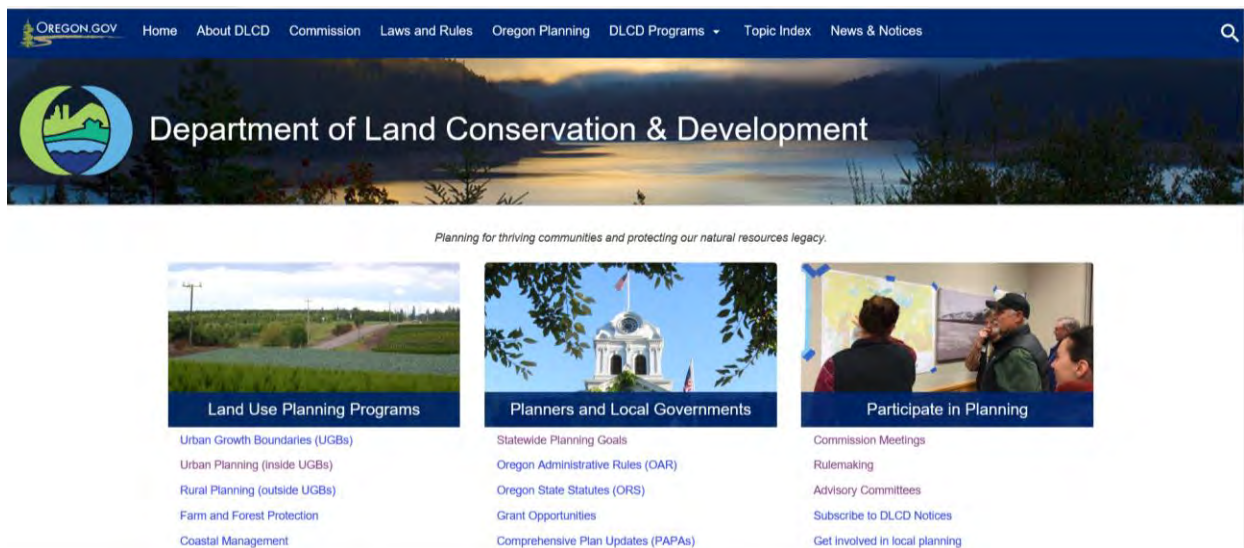 OREGON.GOV Home About DLCD Commission Laws and Rules Oregon Planning DLCD Programs Topic Index News & Notices
Department of Land Conservation & Development
Planning for thriving communities and protecting our natural resources legacy.
Land Use Planning Programs
Urban Growth Boundaries (UGBs)
Urban Planning (inside UGBs)
Rural Planning (outside UGBs)
Farm and Forest Protection
Coastal Management
Planners and Local Governments
Statewide Planning Goals
Oregon Administrative Rules (OAR)
Oregon State Statutes (ORS)
Grant Opportunities
Comprehensive Plan Updates (PAPAs)
Participate in Planning
Commission Meetings
Rulemaking
Advisory Committees
Subscribe to DLCD Notices
Get involved in local planning